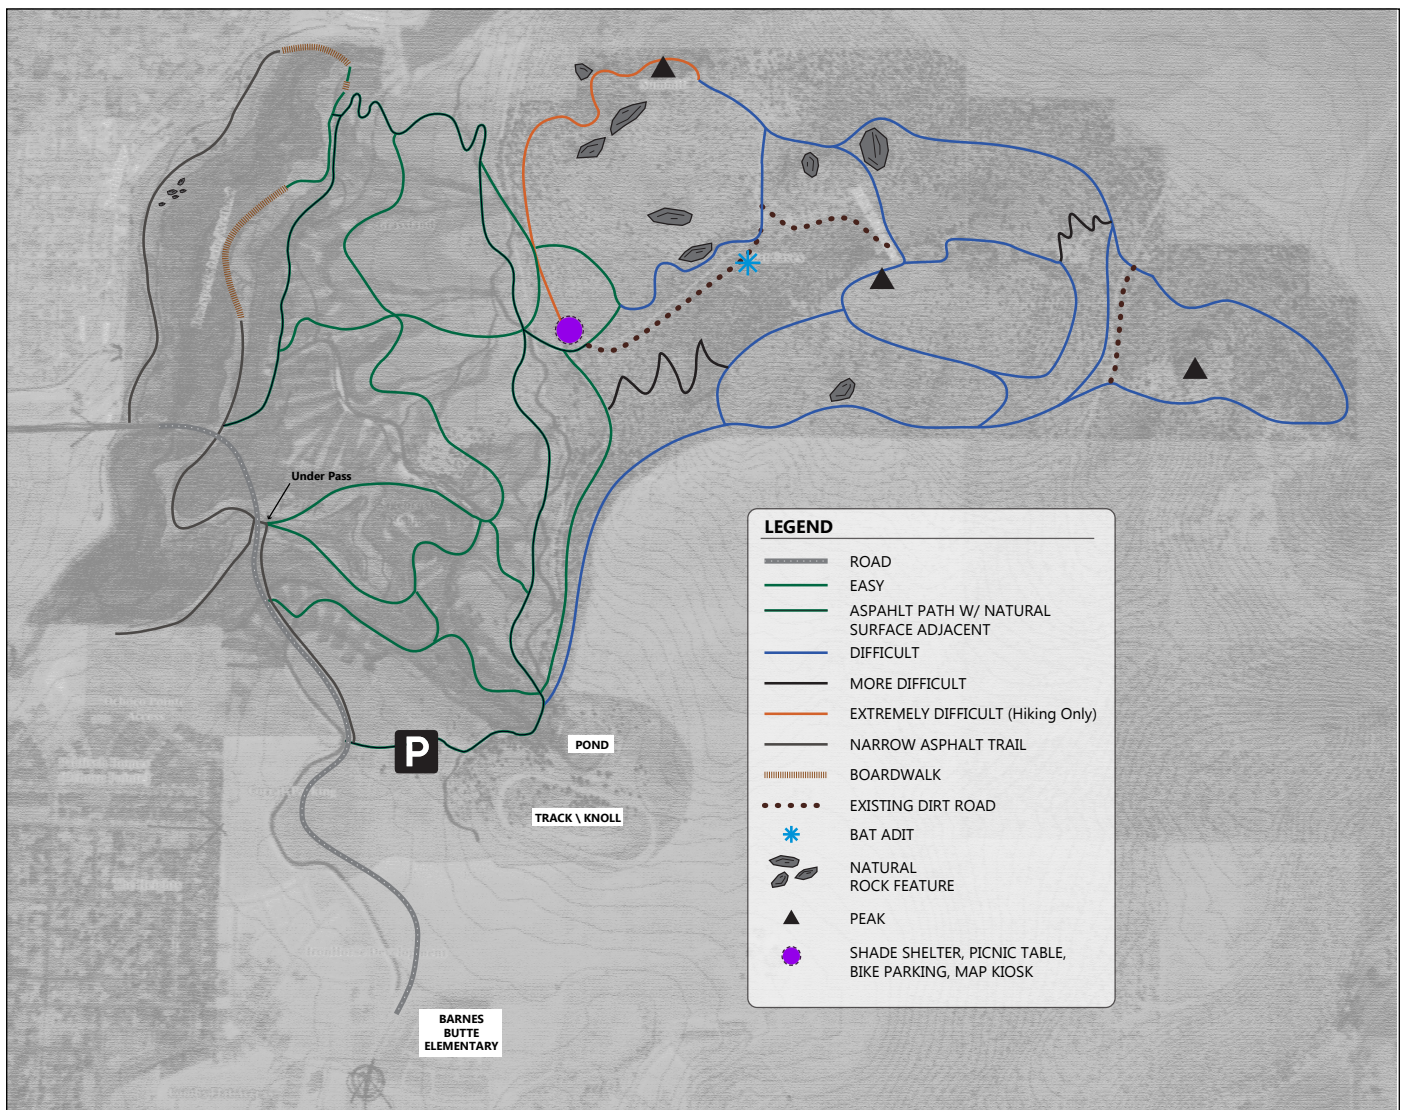 Under Pass
LEGEND
ROAD
EASY
ASPAHLT PATH W/ NATURAL
SURFACE ADJACENT
DIFFICULT
MORE DIFFICULT
EXTREMELY DIFFICULT (Hiking Only)
NARROW ASPHALT TRAIL
BOARDWALK
EXISTING DIRT ROAD
BAT ADIT
NATURAL
ROCK FEATURE
PEAK
SHADE SHELTER, PICNIC TABLE,
BIKE PARKING, MAP KIOSK
P
POND
TRACK \ KNOLL
BARNES
BUTTE
ELEMENTARY